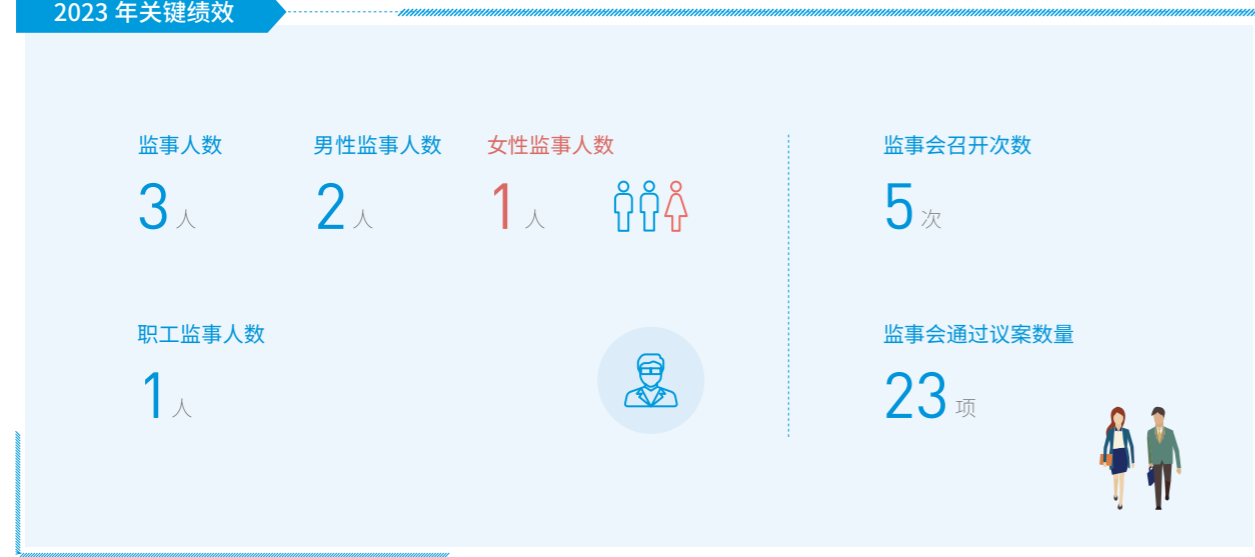 2023 年关键绩效
监事人数 男性监事人数 女性监事人数
3 人 2 人 1 人
职工监事人数
1 人
监事会召开次数
5 次
监事会通过议案数量
23 项